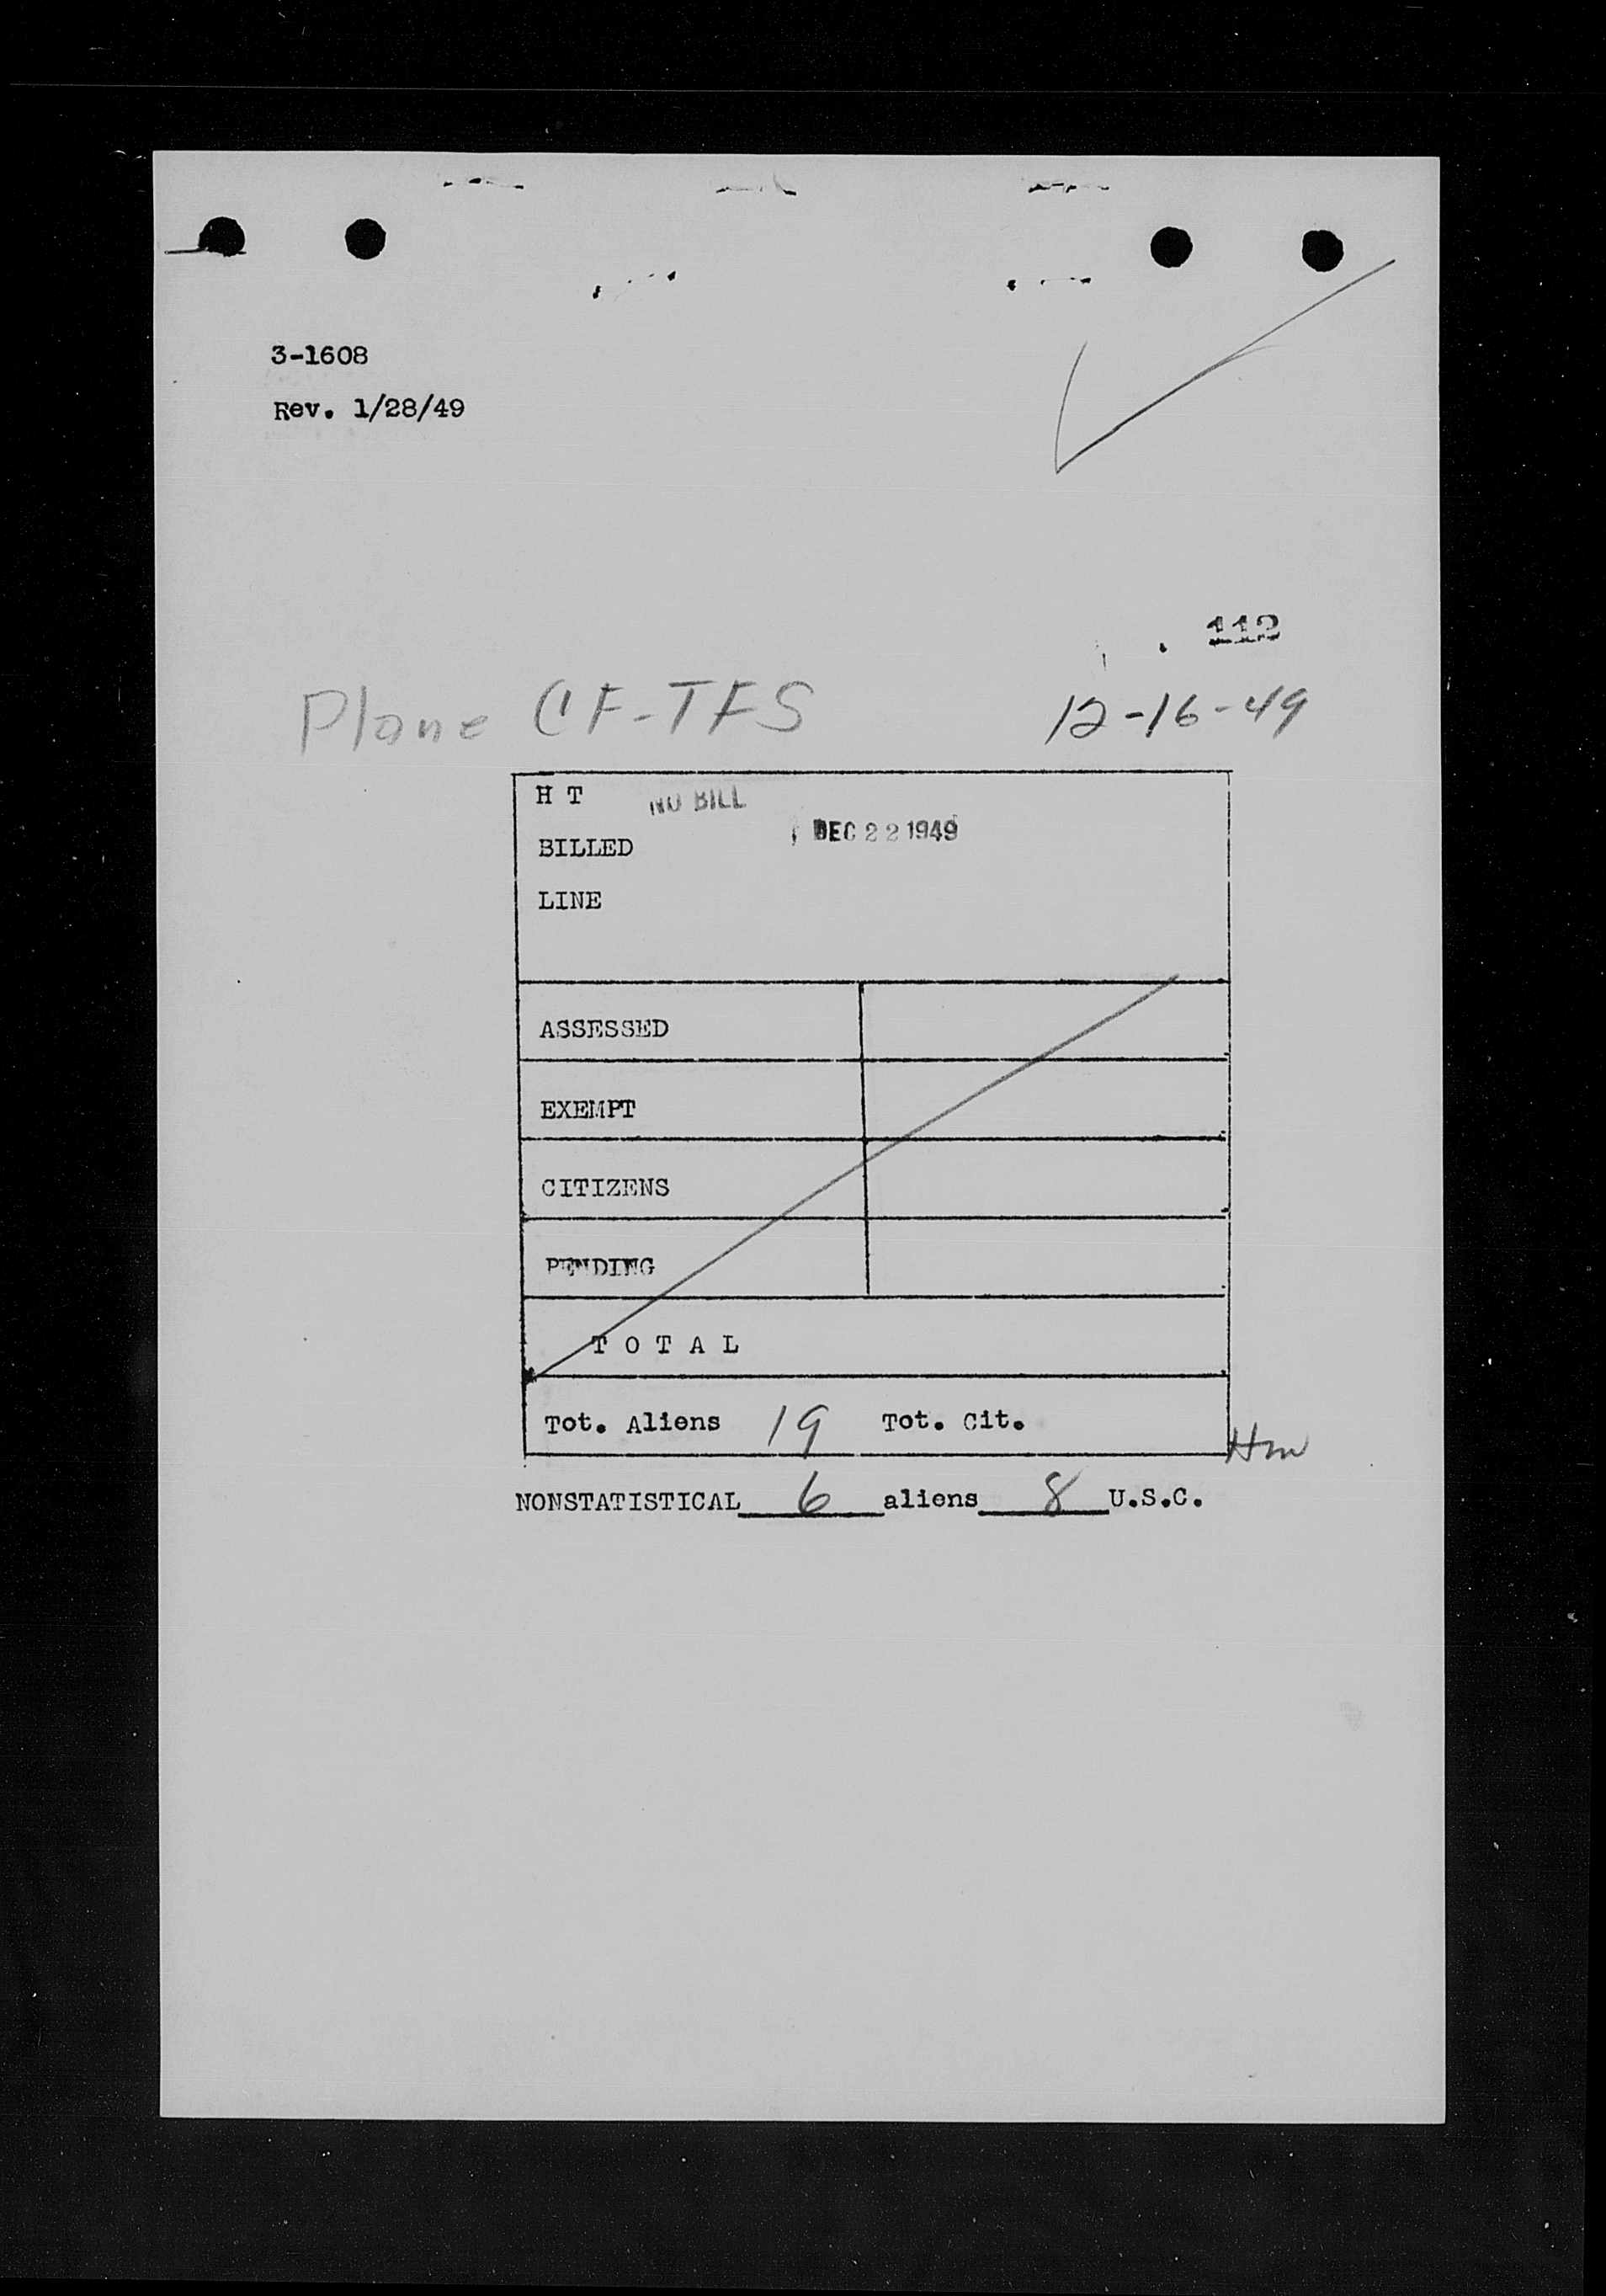 3-1608
Rev. 1/28/49
112
Plane CF-TFS 12-16-49
H T NO BILL
DEC 22 1949
BILLED
LINE
ASSESSED
EXEMPT
CITIZENS
PENDING
T O T A L
Tot. Aliens 19 Tot. Cit.
Hm
NONSTATISTICAL 6 aliens 8 U.S.C.